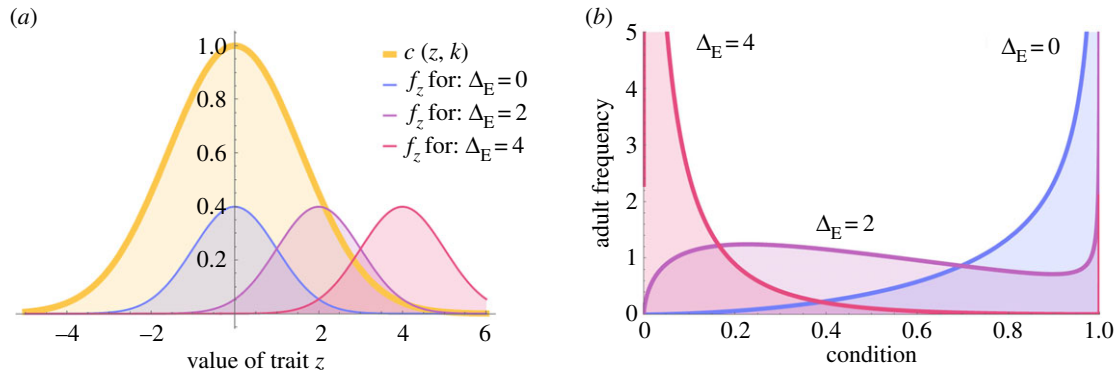 (a)
1.0
0.8
0.6
0.4
0.2
−4
−2
2
4
6
value of trait z
c (z, k)
f_z for: Δ_E = 0
f_z for: Δ_E = 2
f_z for: Δ_E = 4
(b)
5
4
3
2
1
0
adult frequency
Δ_E = 4
Δ_E = 0
Δ_E = 2
0
0.2
0.4
0.6
0.8
1.0
condition